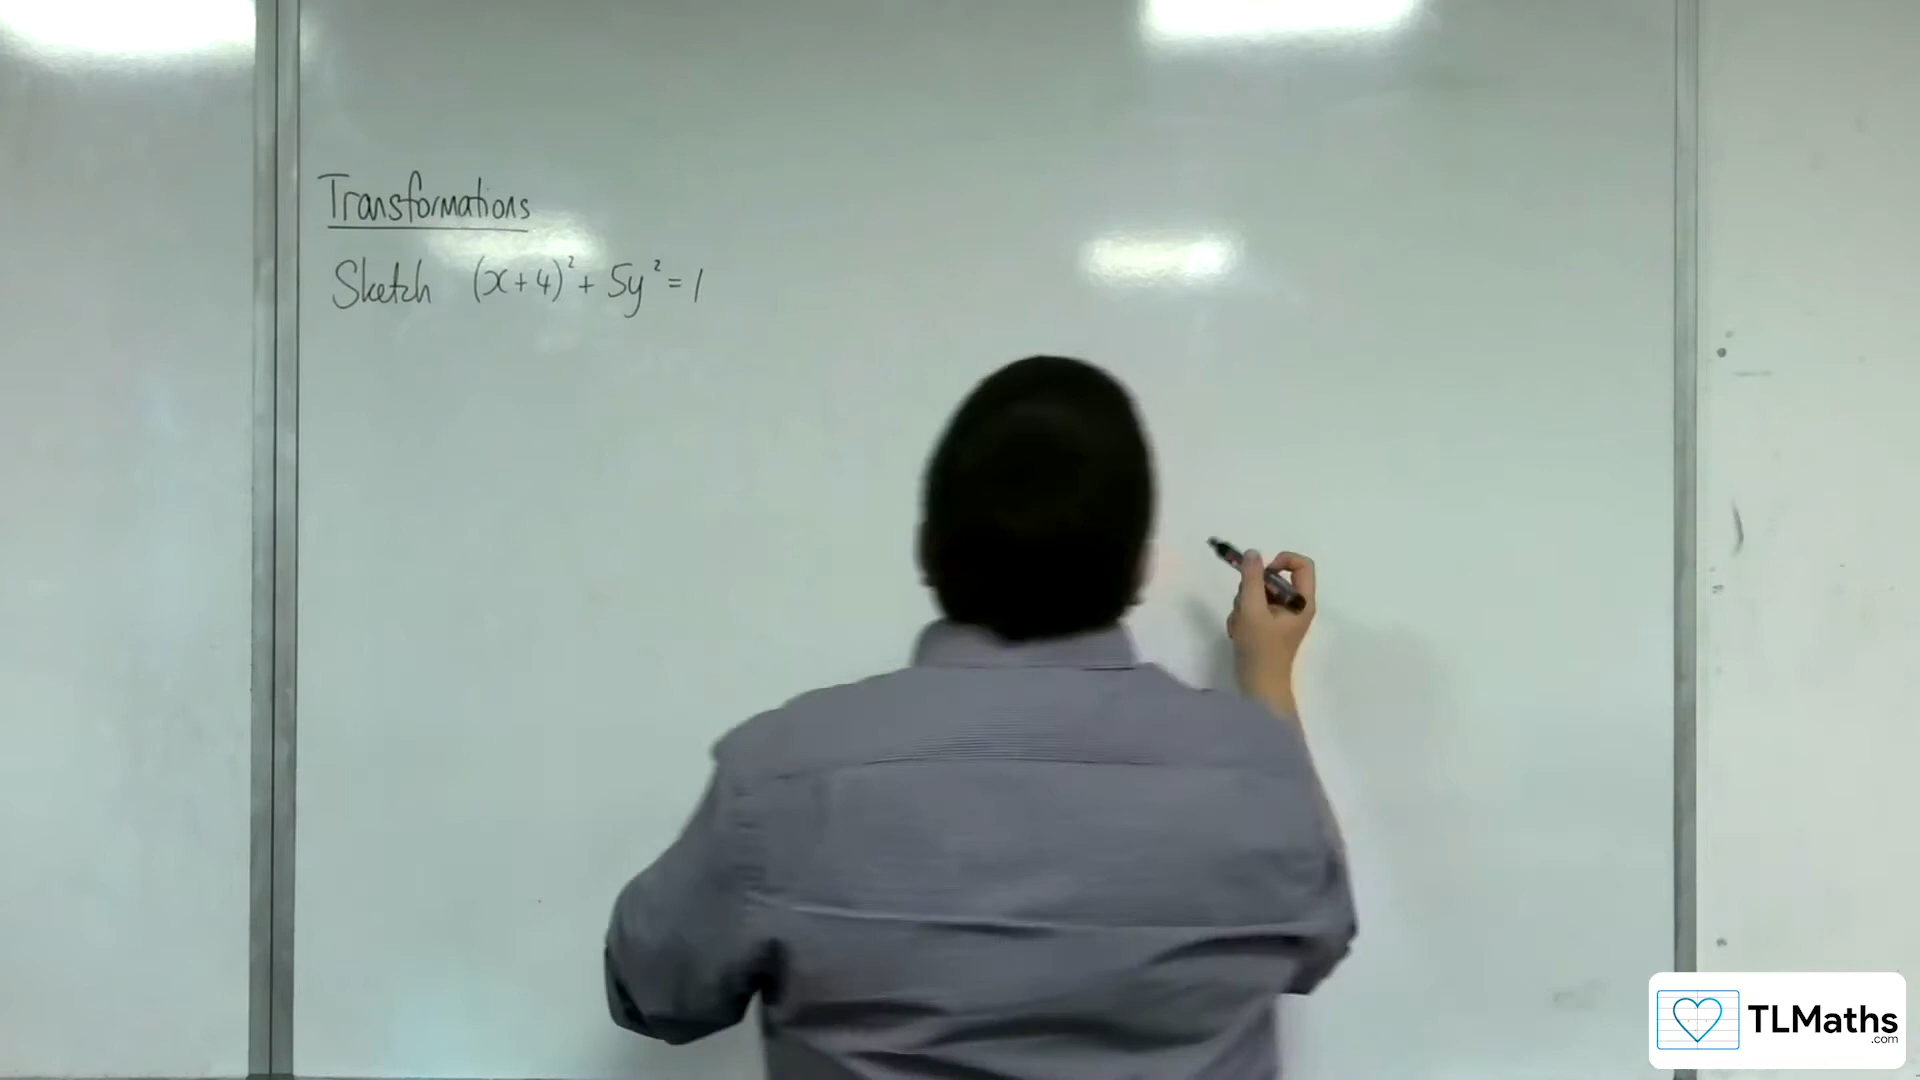 Transformations
Sketch (x+4)² + 5y² = 1
TLMaths
.com